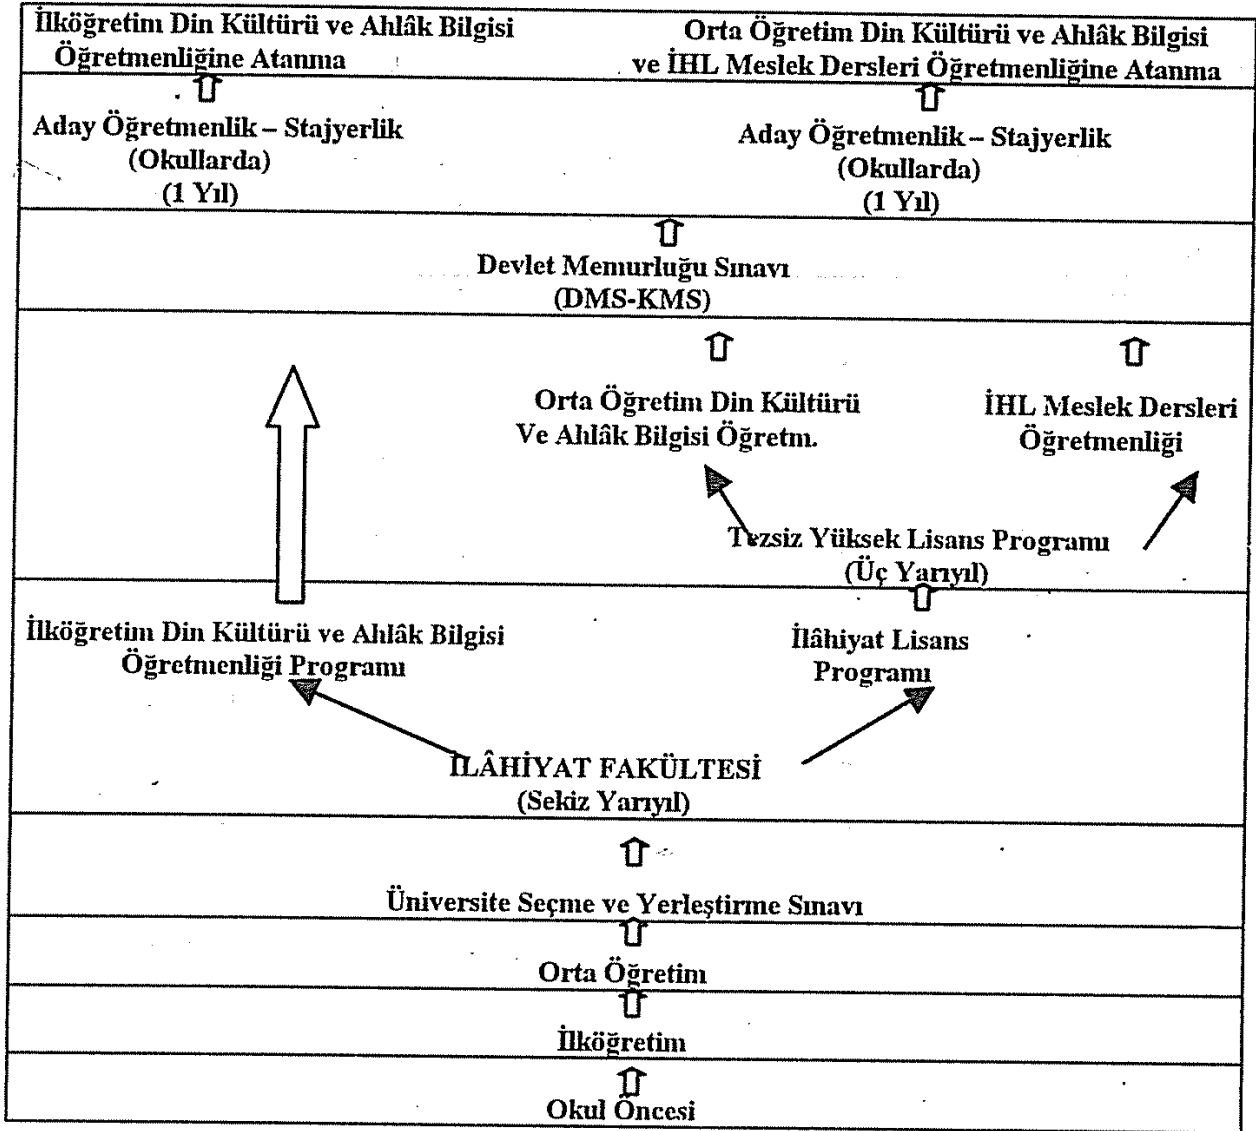 İlköğretim Din Kültürü ve Ahlâk Bilgisi
Öğretmenliğine Atanma
Orta Öğretim Din Kültürü ve Ahlâk Bilgisi
ve İHL Meslek Dersleri Öğretmenliğine Atanma
Aday Öğretmenlik – Stajyerlik
(Okullarda)
(1 Yıl)
Aday Öğretmenlik – Stajyerlik
(Okullarda)
(1 Yıl)
Devlet Memurluğu Sınavı
(DMS-KMS)
Orta Öğretim Din Kültürü
Ve Ahlâk Bilgisi Öğretm.
İHL Meslek Dersleri
Öğretmenliği
Tezsiz Yüksek Lisans Programı
(Üç Yarıyıl)
İlköğretim Din Kültürü ve Ahlâk Bilgisi
Öğretmenliği Programı
İlâhiyat Lisans
Programı
İLÂHİYAT FAKÜLTESİ
(Sekiz Yarıyıl)
Üniversite Seçme ve Yerleştirme Sınavı
Orta Öğretim
İlköğretim
Okul Öncesi